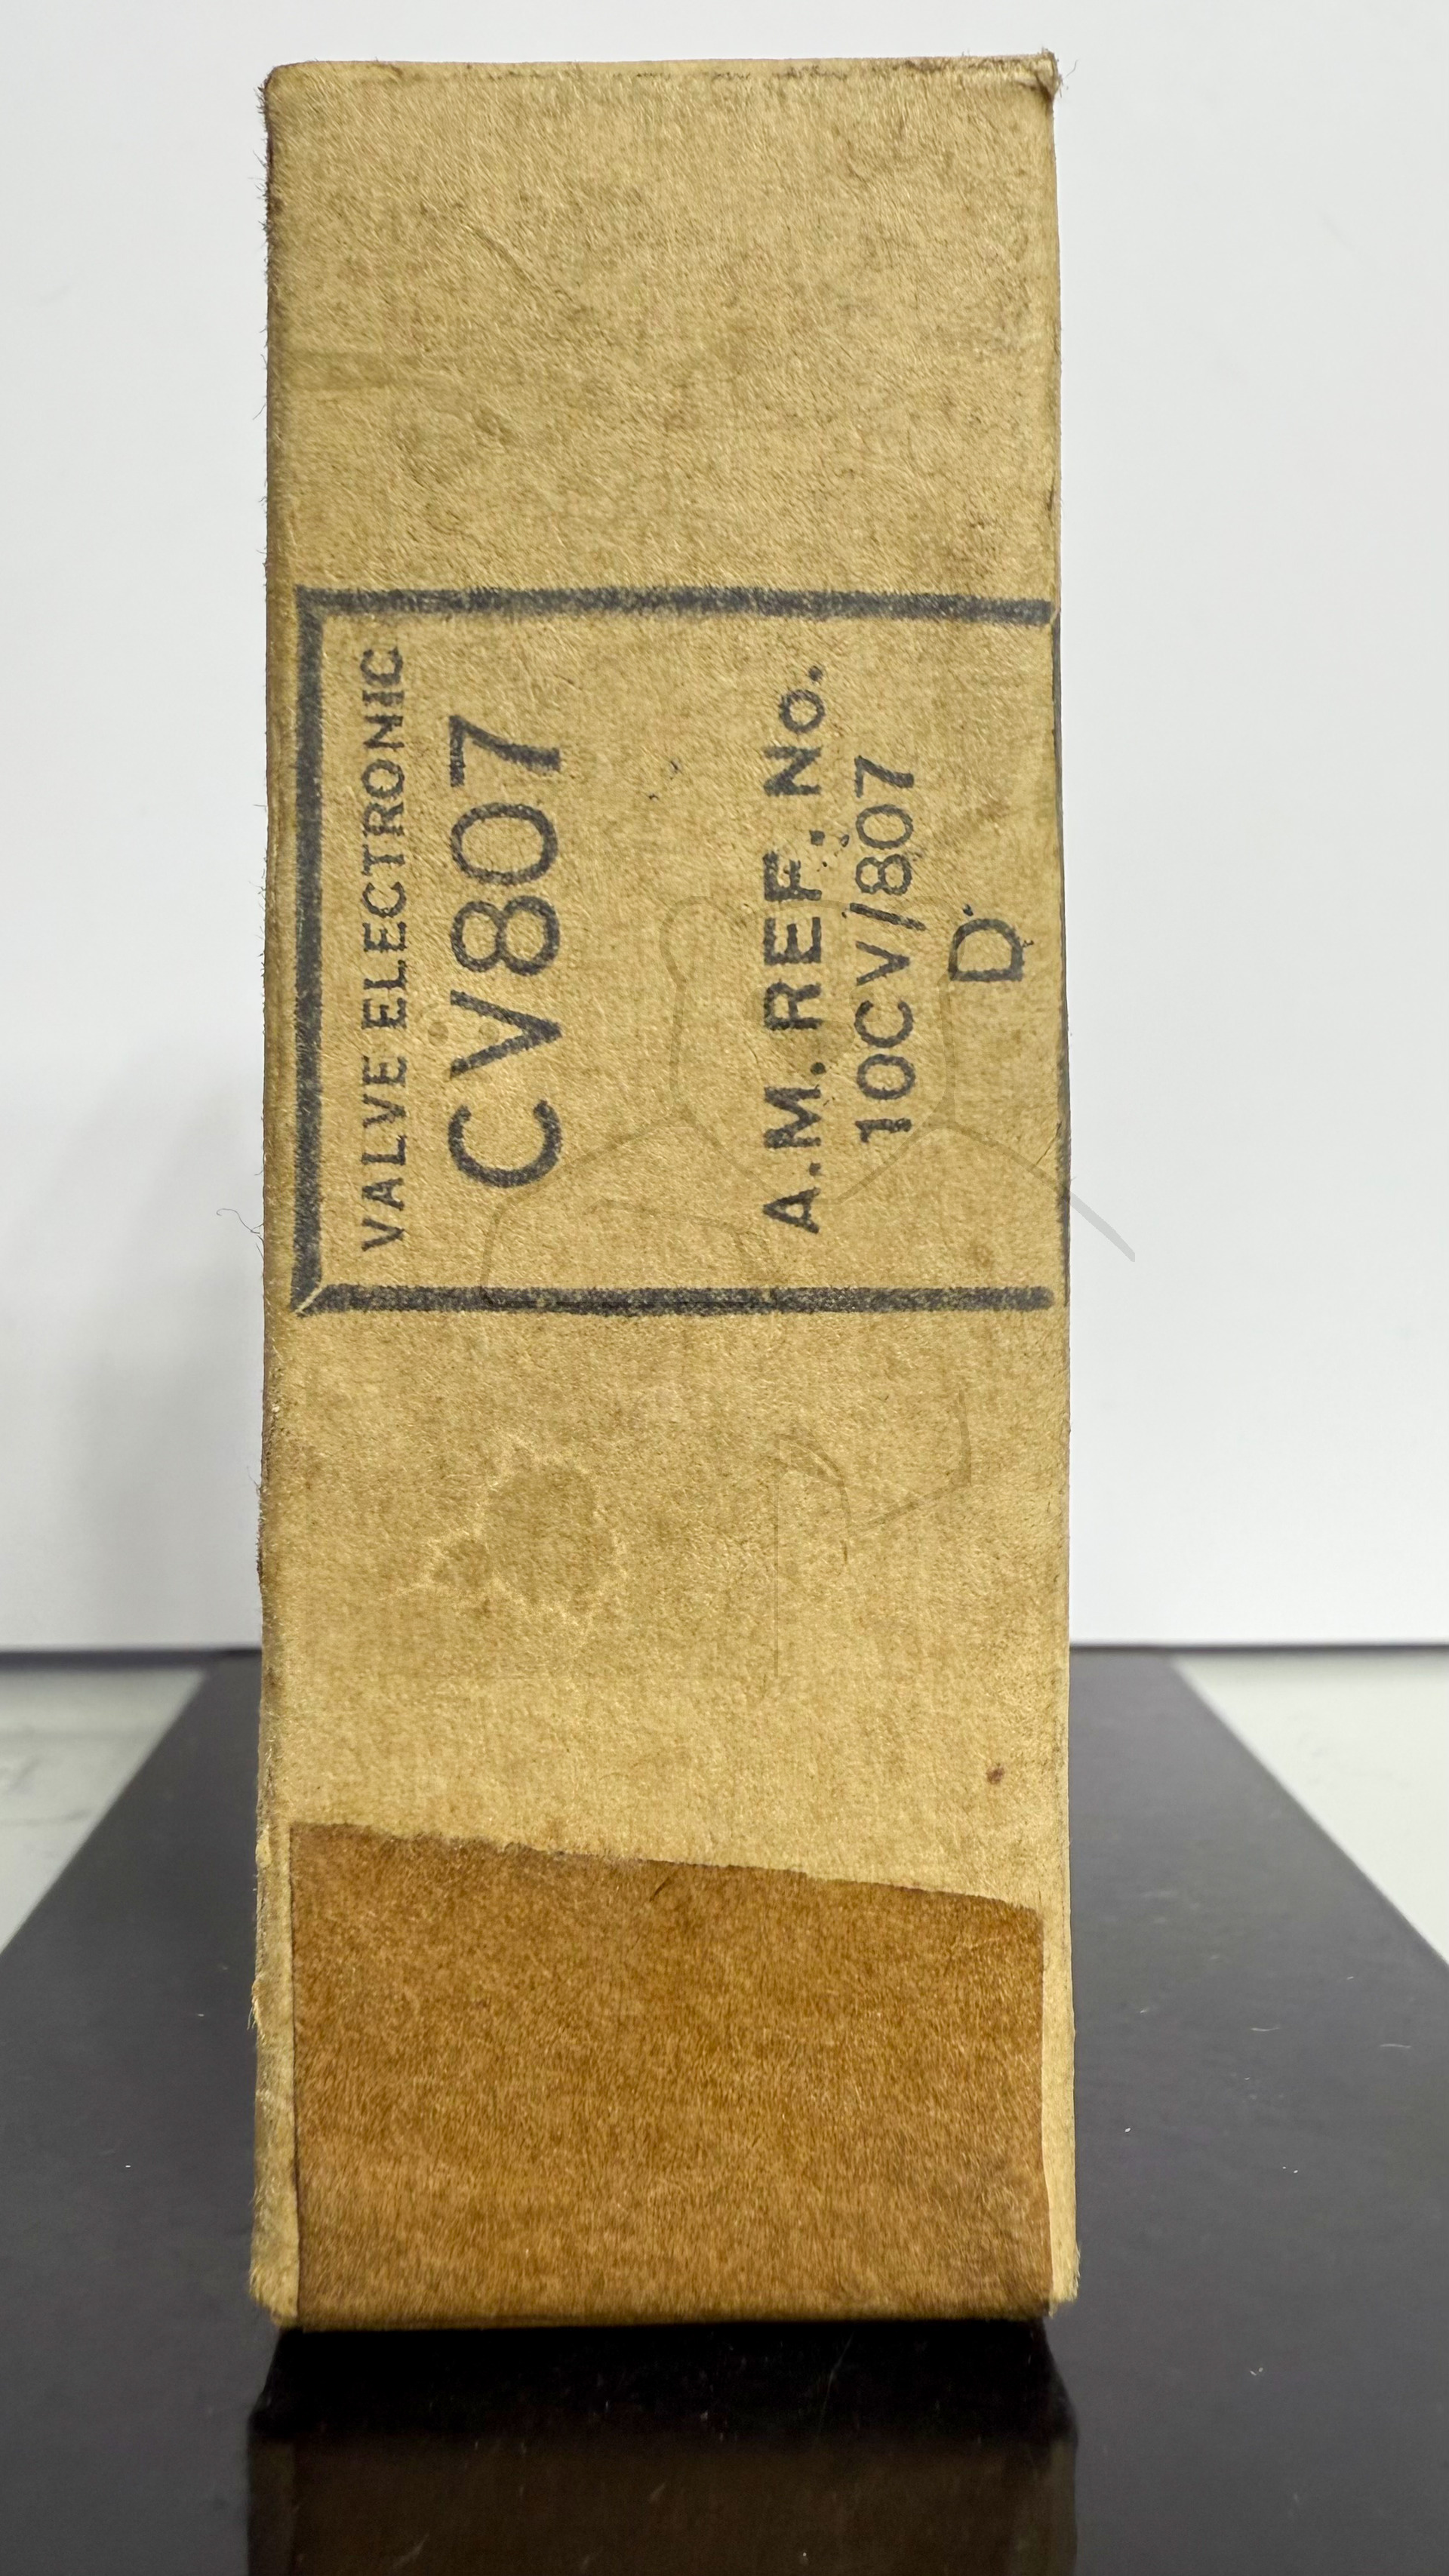 VALVE ELECTRONIC
CV807
A.M. REF. No.
10CV/807
D